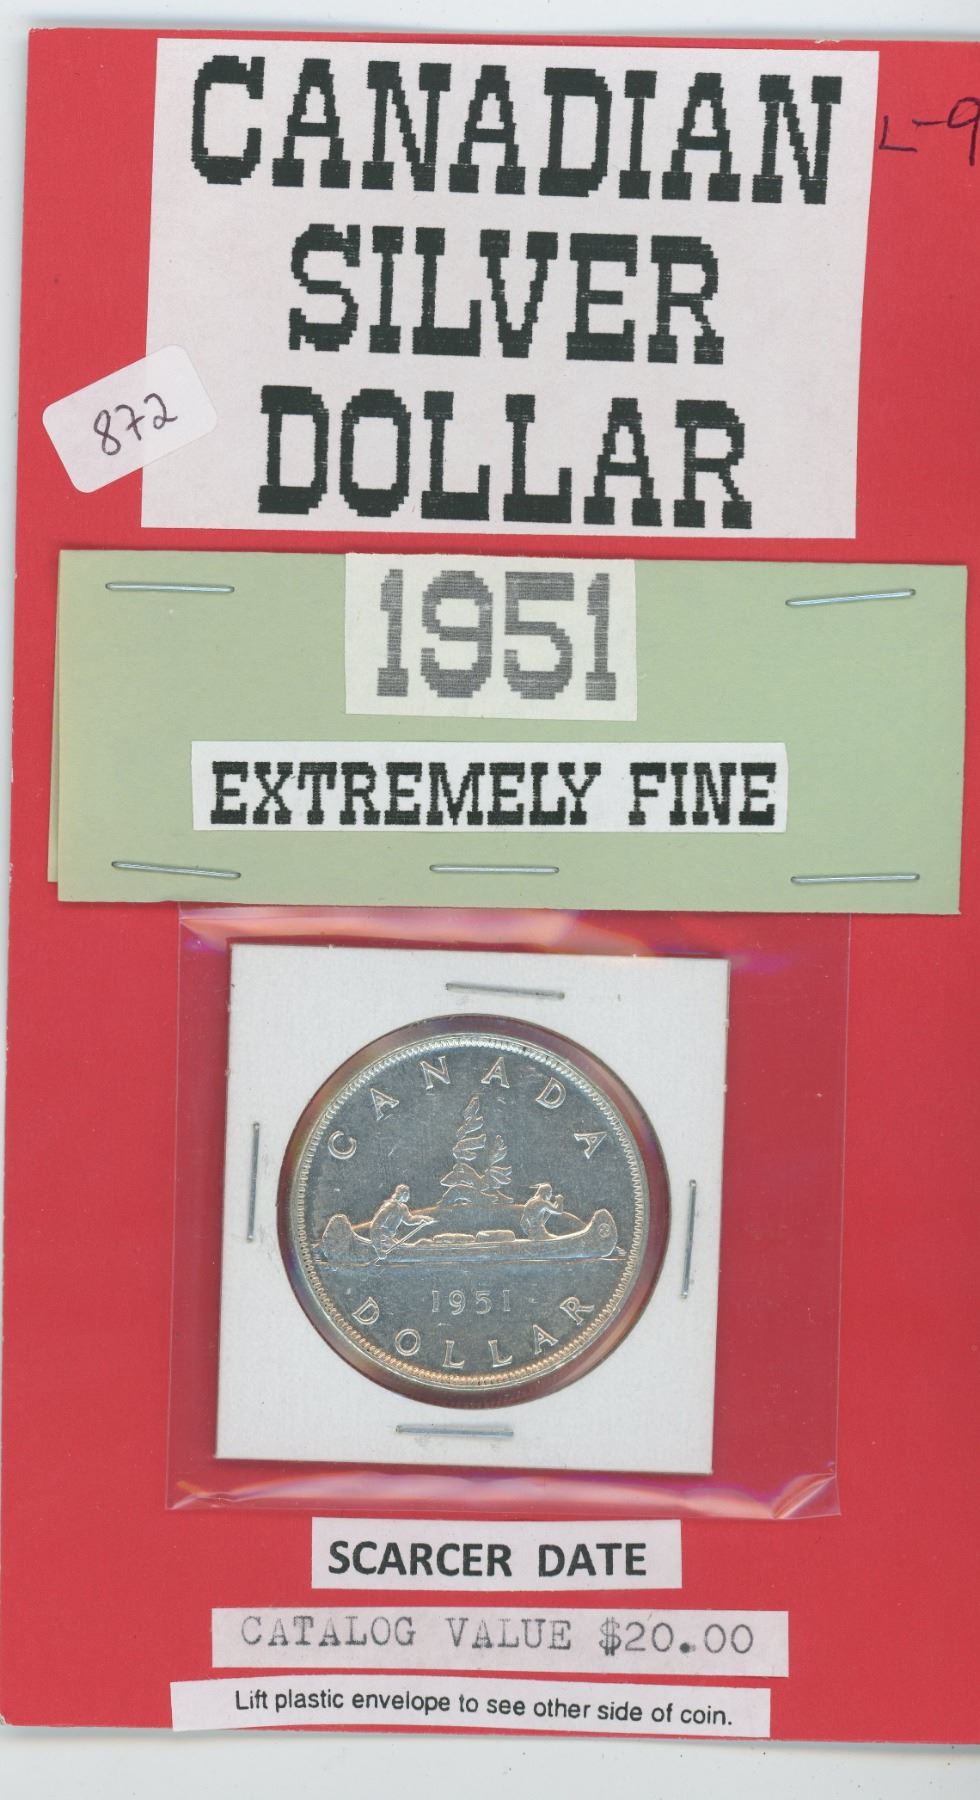 CANADIAN
L-9
SILVER
DOLLAR
872
1951
EXTREMELY FINE
CANADA
1951
DOLLAR
SCARCER DATE
CATALOG VALUE $20.00
Lift plastic envelope to see other side of coin.